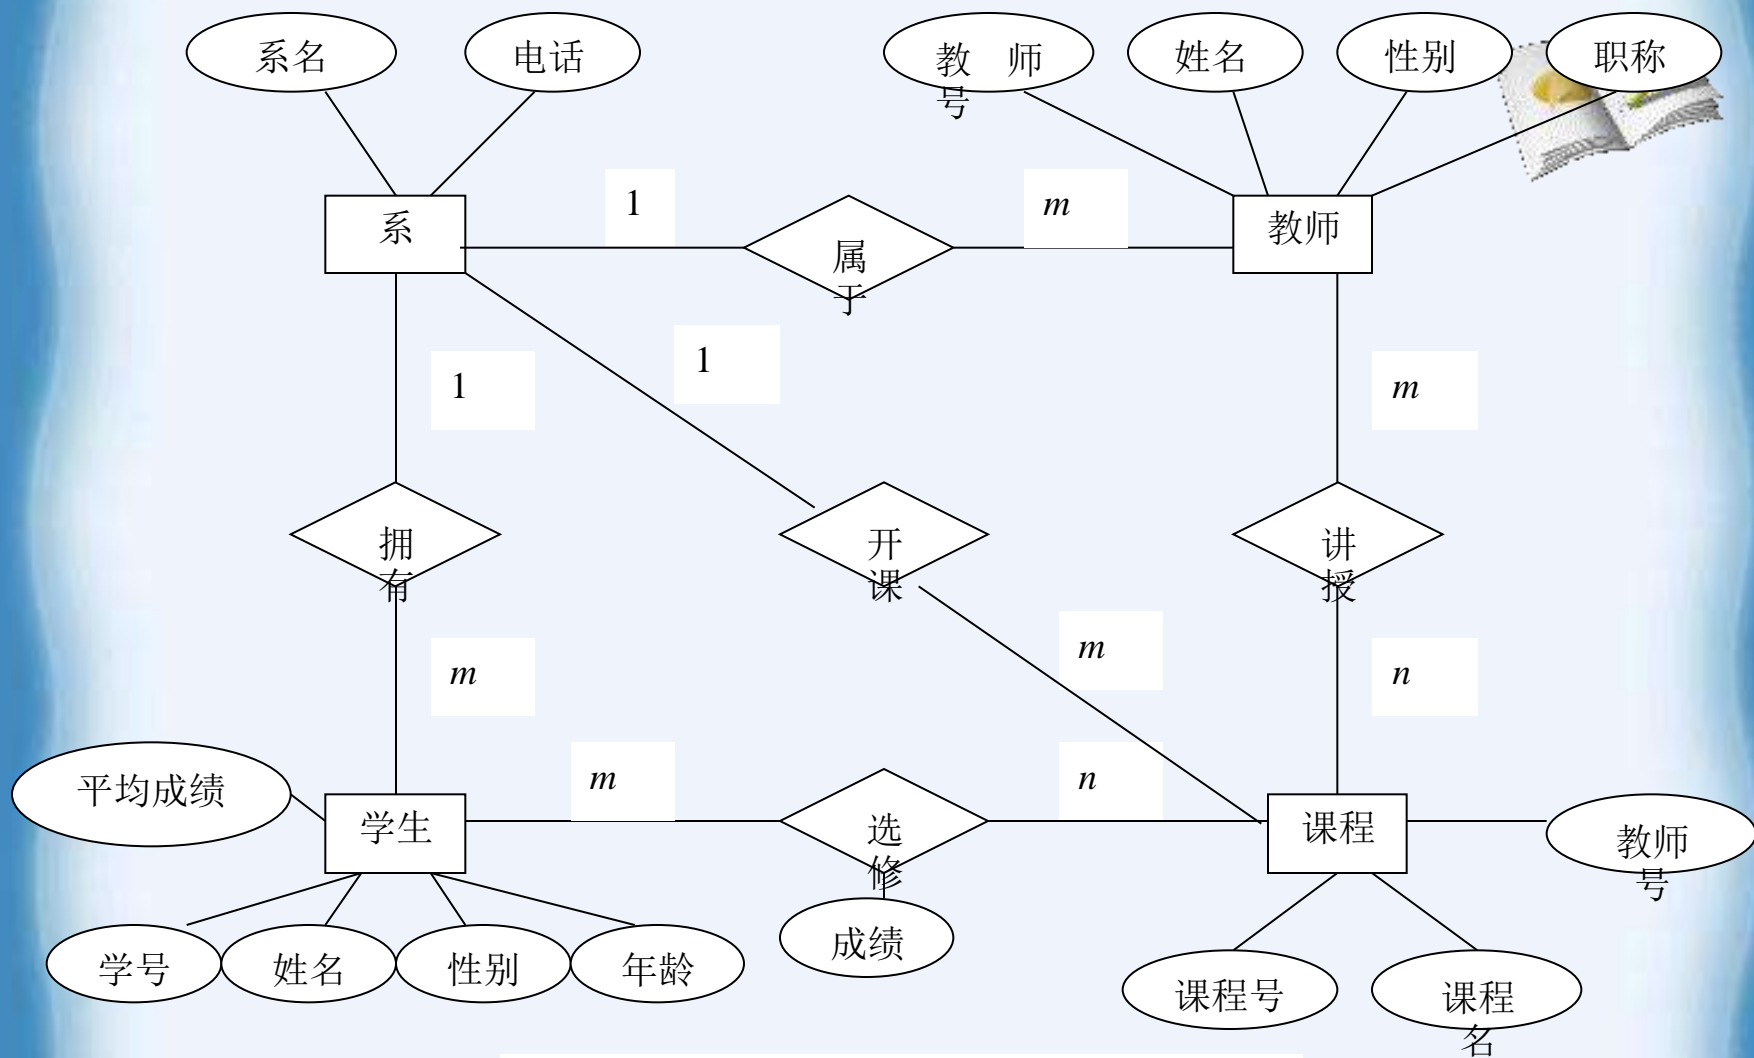 系名
电话
教 师
号
姓名
性别
职称
系
1
属
于
m
教师
1
1
m
拥
有
开
课
讲
授
m
m
n
平均成绩
学生
m
选
修
n
课程
教师
号
学号
姓名
性别
年龄
成绩
课程号
课程
名